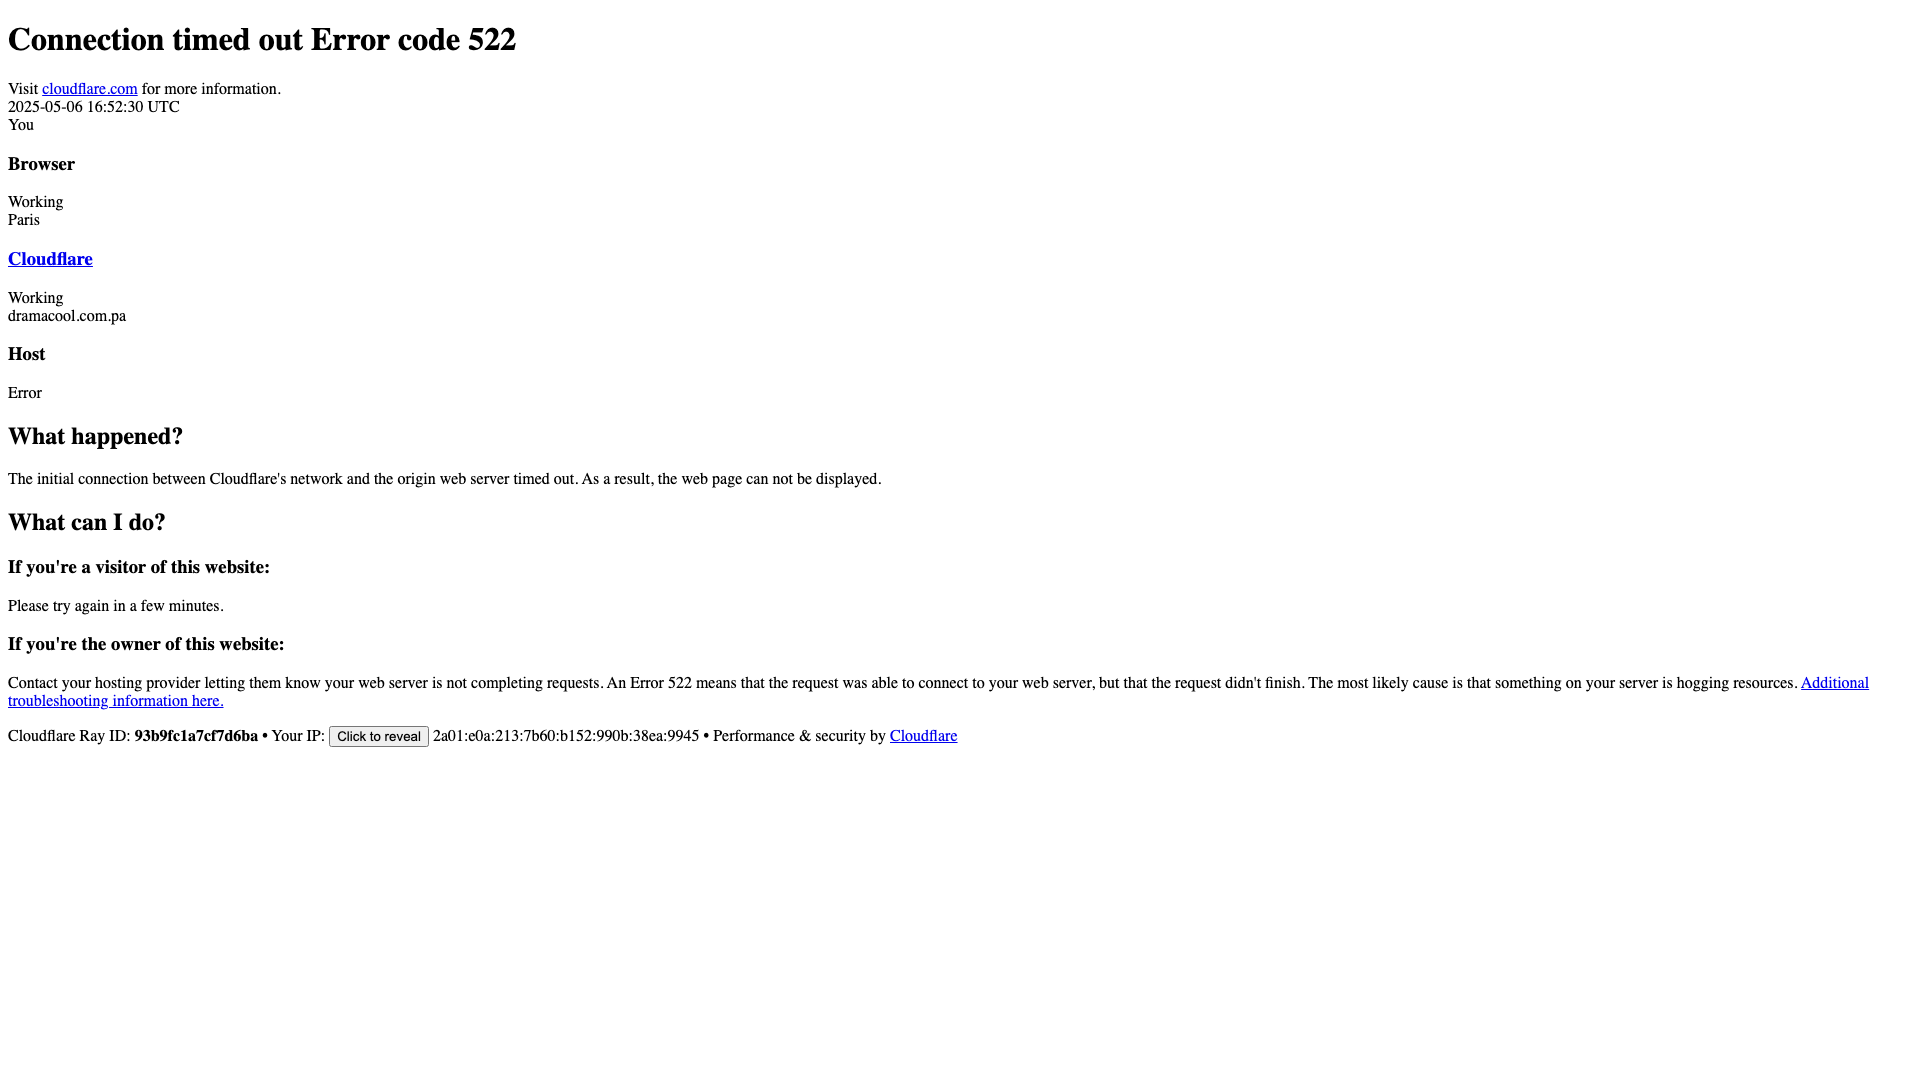 Connection timed out Error code 522
Visit cloudflare.com for more information.
2025-05-06 16:52:30 UTC
You
Browser
Working
Paris
Cloudflare
Working
dramacool.com.pa
Host
Error
What happened?
The initial connection between Cloudflare's network and the origin web server timed out. As a result, the web page can not be displayed.
What can I do?
If you're a visitor of this website:
Please try again in a few minutes.
If you're the owner of this website:
Contact your hosting provider letting them know your web server is not completing requests. An Error 522 means that the request was able to connect to your web server, but that the request didn't finish. The most likely cause is that something on your server is hogging resources. Additional
troubleshooting information here.
Cloudflare Ray ID: 93b9fc1a7cf7d6ba • Your IP: Click to reveal 2a01:e0a:213:7b60:b152:990b:38ea:9945 • Performance & security by Cloudflare